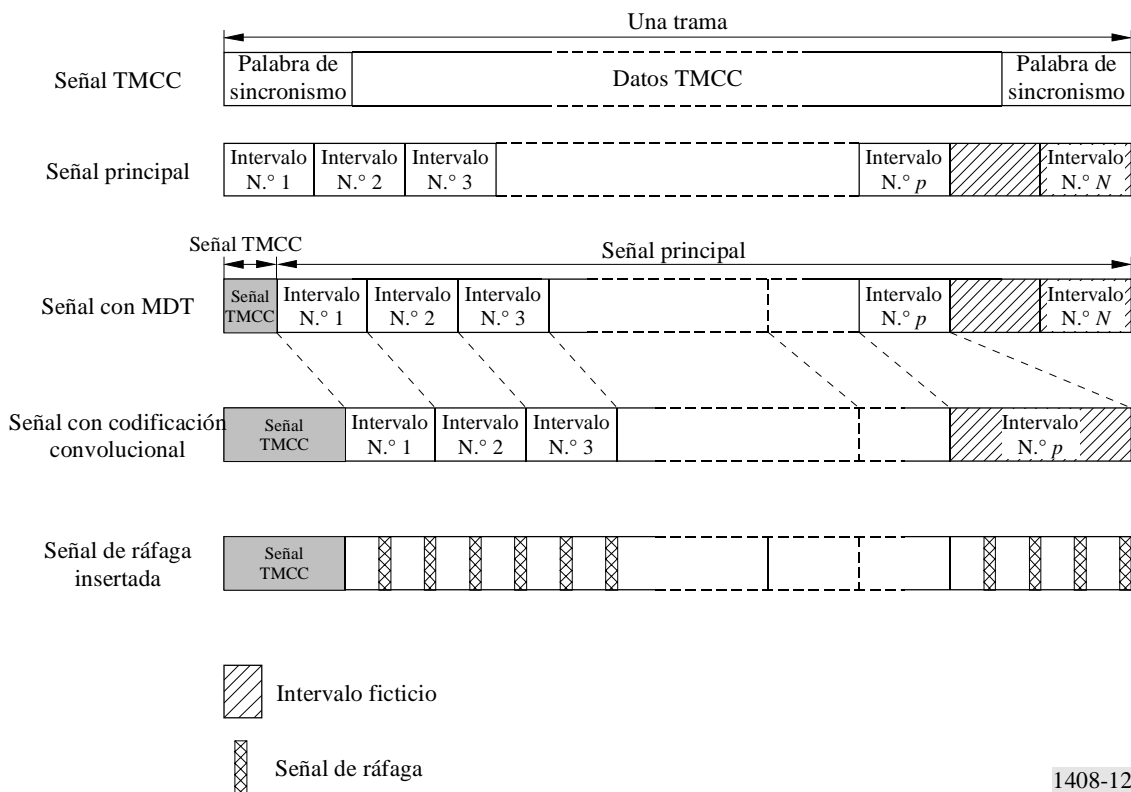 Una trama
Señal TMCC
Palabra de
sincronismo
Datos TMCC
Palabra de
sincronismo
Señal principal
Intervalo
N.° 1
Intervalo
N.° 2
Intervalo
N.° 3
Intervalo
N.° p
Intervalo
N.° N
Señal TMCC
Señal principal
Señal con MDT
Señal
TMCC
Intervalo
N.° 1
Intervalo
N.° 2
Intervalo
N.° 3
Intervalo
N.° p
Intervalo
N.° N
Señal con codificación
convolucional
Señal
TMCC
Intervalo
N.° 1
Intervalo
N.° 2
Intervalo
N.° 3
Intervalo
N.° p
Señal de ráfaga
insertada
Señal
TMCC
Intervalo ficticio
Señal de ráfaga
1408-12